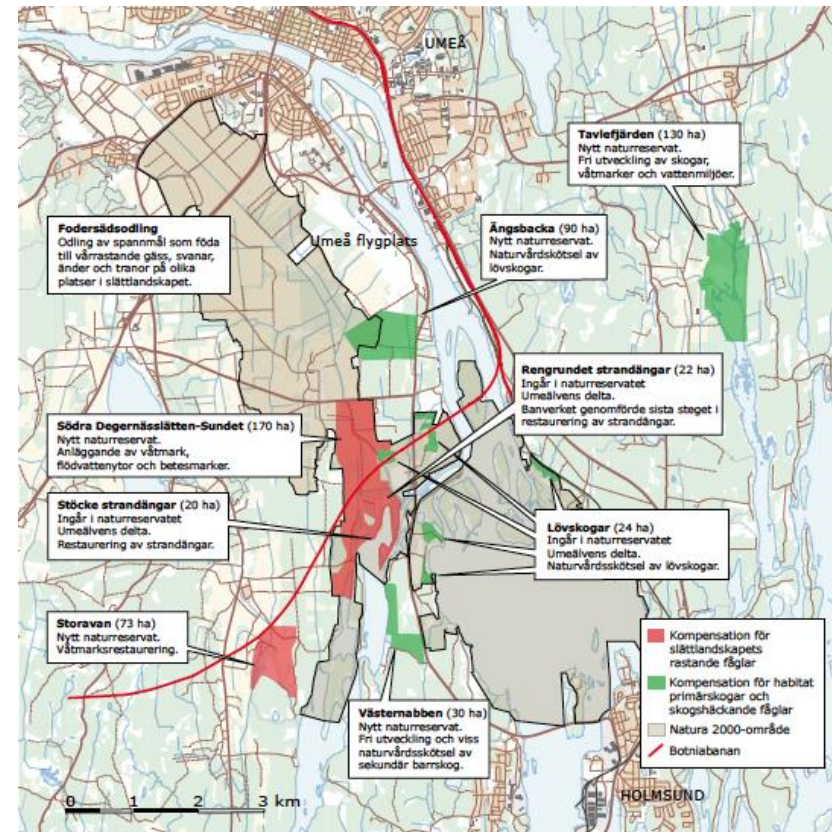 UMEÅ
Tavlefjärden (130 ha)
Nytt naturreservat.
Fri utveckling av skogar,
våtmarker och vattenmiljöer.
Fodersädsodling
Odling av spannmål som föda
till vårrastande gäss, svanar,
änder och tranor på olika
platser i slättlandskapet.
Umeå flygplats
Ängsbacka (90 ha)
Nytt naturreservat.
Naturvårdskötsel av
lövskogar.
Rengrundet strandängar (22 ha)
Ingår i naturreservatet
Umeälvens delta.
Banverket genomförde sista steget i
restaurering av strandängar.
Södra Degernässlätten-Sundet (170 ha)
Nytt naturreservat.
Anläggande av våtmark,
flödvattenytor och betesmarker.
Stöcke strandängar (20 ha)
Ingår i naturreservatet
Umeälvens delta.
Restaurering av strandängar.
Lövskogar (24 ha)
Ingår i naturreservatet
Umeälvens delta.
Naturvårdsskötsel av lövskogar.
Storavan (73 ha)
Nytt naturreservat.
Våtmarksrestaurering.
Västernabben (30 ha)
Nytt naturreservat.
Fri utveckling och viss
naturvårdsskötsel av
sekundär barrskog.
Kompensation för
slättlandskapets
rastande fåglar
Kompensation för habitat
primärskogar och
skogshäckande fåglar
Natura 2000-område
Botniabanan
0 1 2 3 km
HOLMSUND